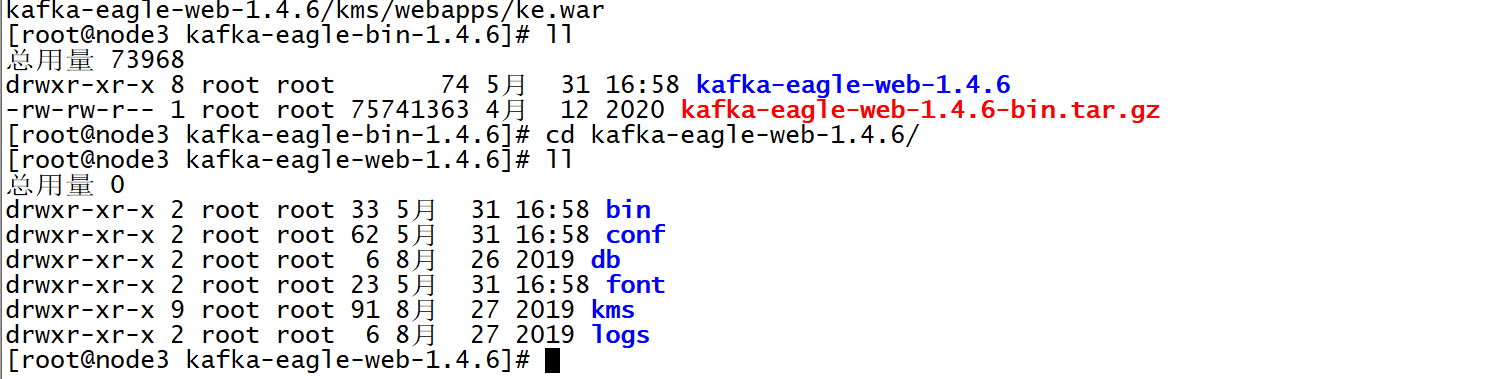 kafka-eagle-web-1.4.6/kms/webapps/ke.war
[root@node3 kafka-eagle-bin-1.4.6]# ll
总用量 73968
drwxr-xr-x 8 root root       74 5月  31 16:58 kafka-eagle-web-1.4.6
-rw-rw-r-- 1 root root 75741363 4月  12 2020 kafka-eagle-web-1.4.6-bin.tar.gz
[root@node3 kafka-eagle-bin-1.4.6]# cd kafka-eagle-web-1.4.6/
[root@node3 kafka-eagle-web-1.4.6]# ll
总用量 0
drwxr-xr-x 2 root root 33 5月  31 16:58 bin
drwxr-xr-x 2 root root 62 5月  31 16:58 conf
drwxr-xr-x 2 root root  6 8月  26 2019 db
drwxr-xr-x 2 root root 23 5月  31 16:58 font
drwxr-xr-x 9 root root 91 8月  27 2019 kms
drwxr-xr-x 2 root root  6 8月  27 2019 logs
[root@node3 kafka-eagle-web-1.4.6]#